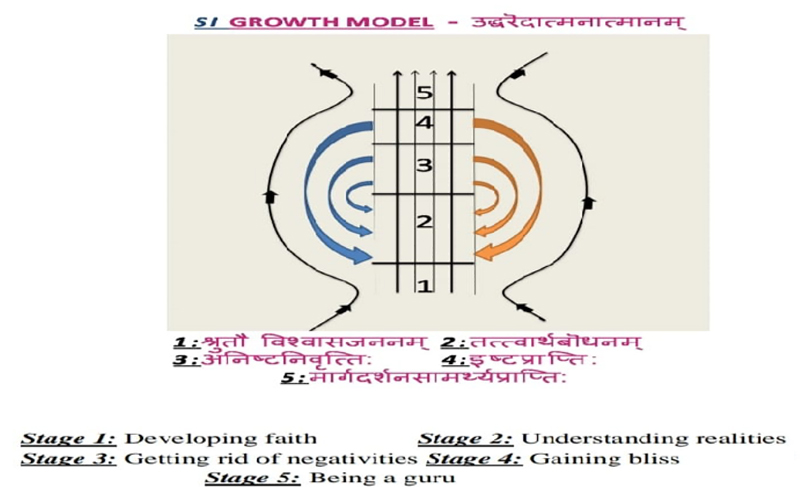 SI GROWTH MODEL - उद्धरेदात्मनात्मानम्
5
4
3
2
1
1:श्रुतौ विश्वासजननम् 2:तत्त्वार्थबोधनम्
3:अनिष्टनिवृत्तिः 4:इष्टप्राप्तिः
5:मार्गदर्शनसामर्थ्यप्राप्तिः
Stage 1: Developing faith Stage 2: Understanding realities
Stage 3: Getting rid of negativities Stage 4: Gaining bliss
Stage 5: Being a guru